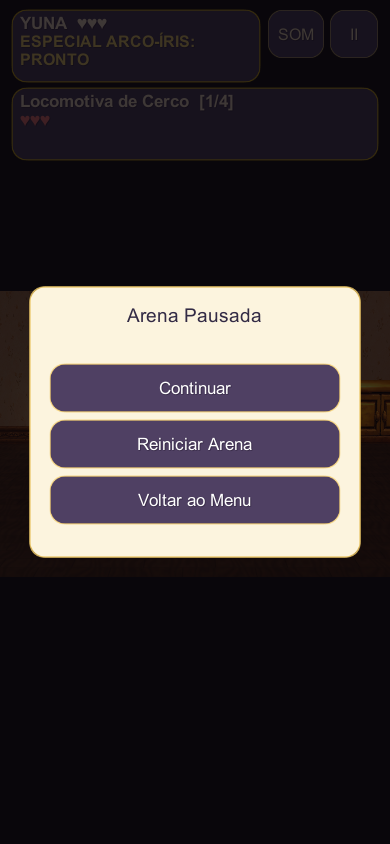 YUNA ♥♥♥
ESPECIAL ARCO-ÍRIS:
PRONTO
SOM
II
Locomotiva de Cerco [1/4]
♥♥♥
Arena Pausada
Continuar
Reiniciar Arena
Voltar ao Menu